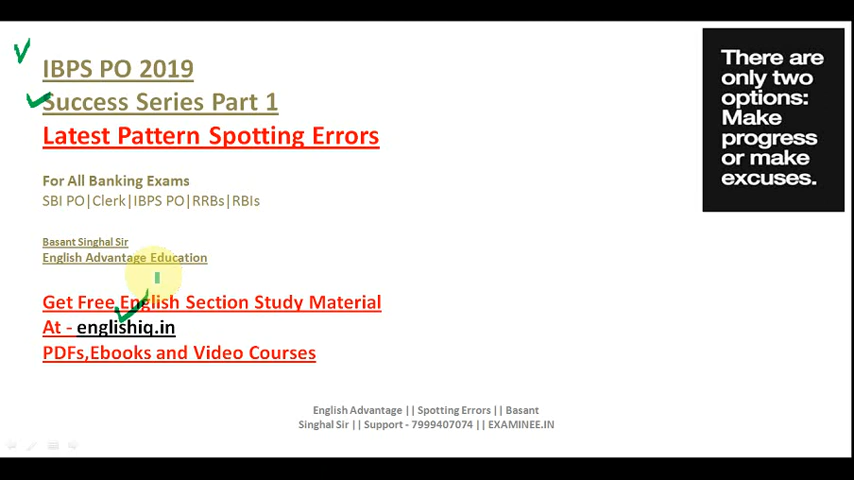 IBPS PO 2019
Success Series Part 1
Latest Pattern Spotting Errors
For All Banking Exams
SBI PO|Clerk|IBPS PO|RRBs|RBIs
Basant Singhal Sir
English Advantage Education
Get Free English Section Study Material
At - englishiq.in
PDFs,Ebooks and Video Courses
There are
only two
options:
Make
progress
or make
excuses.
English Advantage || Spotting Errors || Basant
Singhal Sir || Support - 7999407074 || EXAMINEE.IN